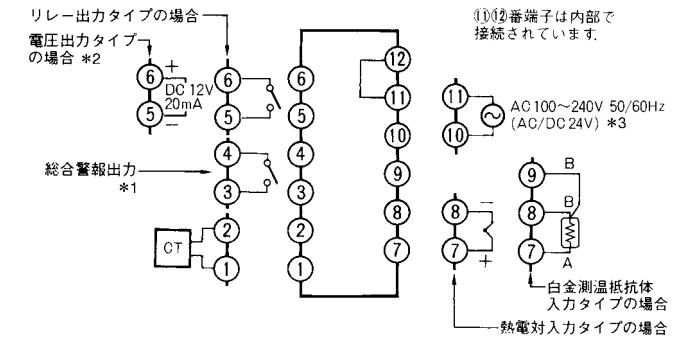 リレー出力タイプの場合
電圧出力タイプ
の場合 *2
⑪⑫番端子は内部で
接続されています.
6
+
DC 12V
20mA
5
−
6
5
総合警報出力
*1
4
3
CT
2
1
6
5
4
3
2
1
12
11
10
9
8
7
11
10
AC 100〜240V 50/60Hz
(AC/DC 24V) *3
8
−
7
+
9
B
8
B
7
A
白金測温抵抗体
入力タイプの場合
熱電対入力タイプの場合